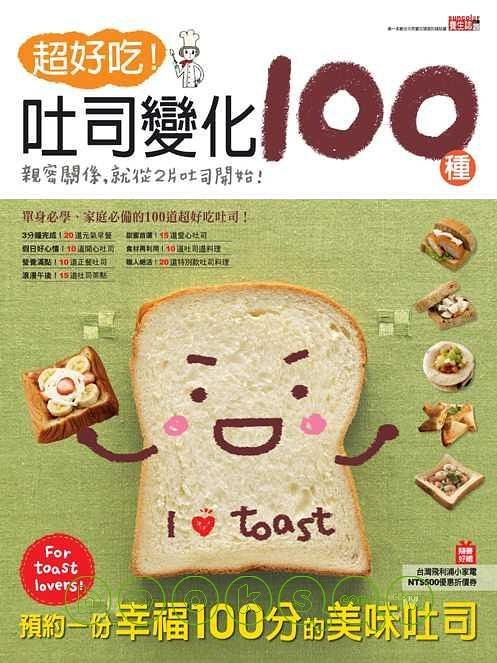 suncolar
養生誌
超好吃!
吐司變化100種
親密關係,就從2片吐司開始!
單身必學、家庭必備的100道超好吃吐司!
3分鐘完成!20道元氣早餐
甜蜜首選!15道愛心吐司
假日好心情!10道開心吐司
食材再利用!10道吐司邊料理
營養滿點!10道正餐吐司
職人絕活!20道特別款吐司料理
浪漫午後!15道吐司茶點
I toast
For
toast
lovers!
隨書
好禮
台灣飛利浦小家電
NT$500優惠折價券
預約一份幸福100分的美味吐司